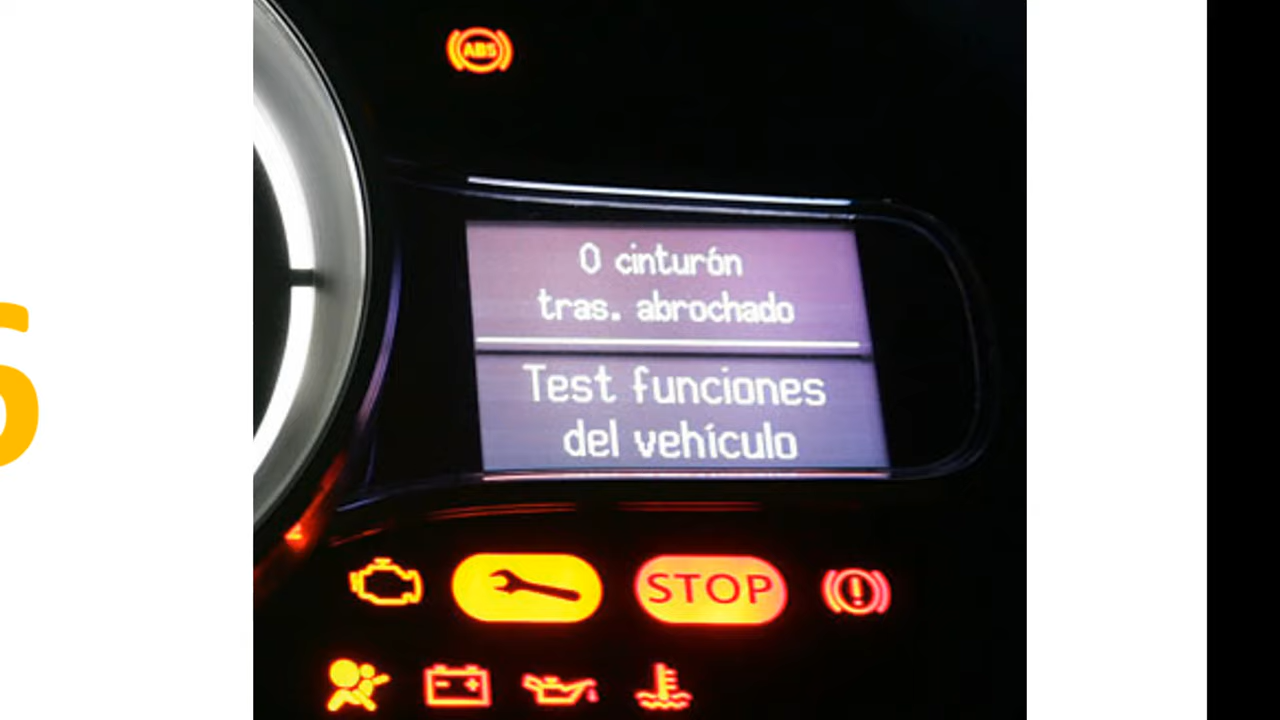 ABS
0 cinturón
tras. abrochado
Test funciones
del vehículo
STOP